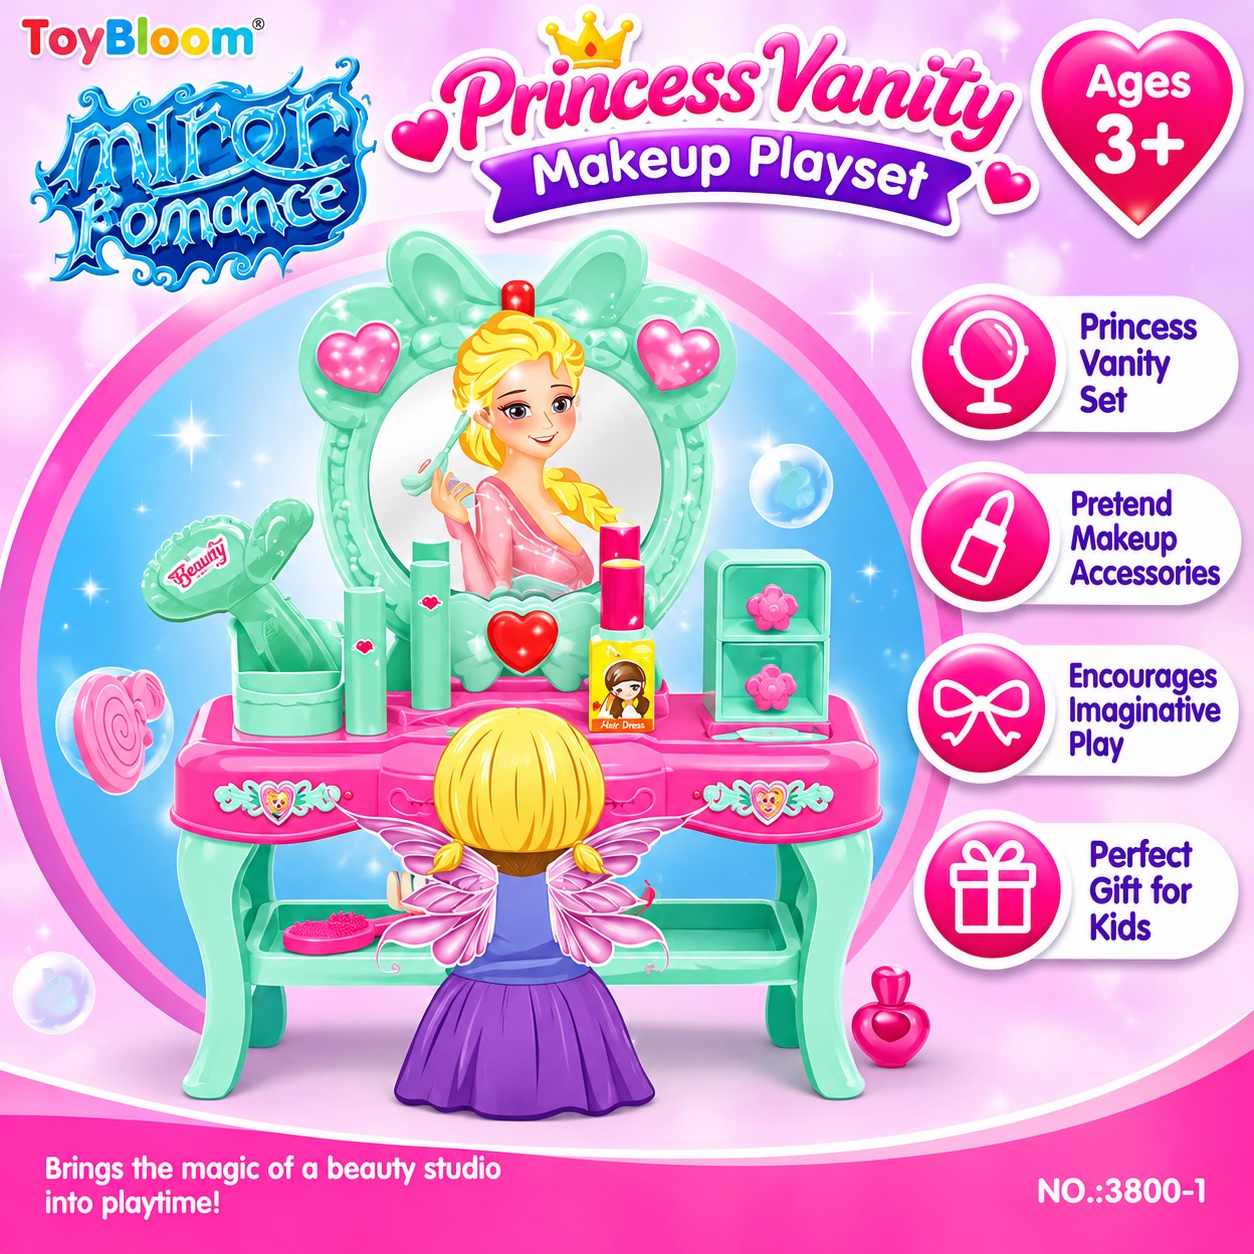 ToyBloom®
Miror
Romance
Princess Vanity
Makeup Playset
Ages
3+
Princess
Vanity
Set
Pretend
Makeup
Accessories
Encourages
Imaginative
Play
Perfect
Gift for
Kids
Beauty
Hair Dress
Brings the magic of a beauty studio
into playtime!
NO.:3800-1